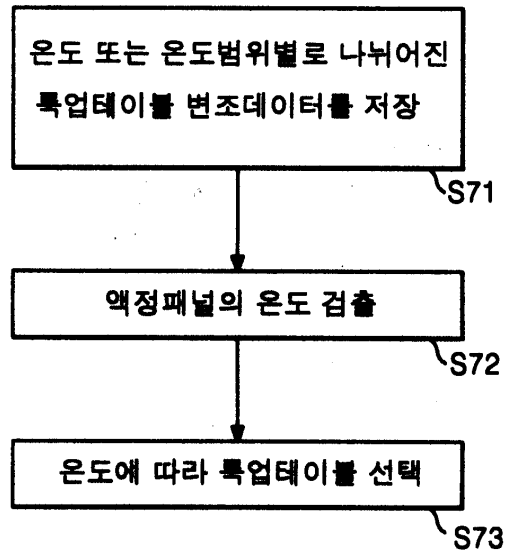 온도 또는 온도범위별로 나뉘어진
룩업테이블 변조데이터를 저장
S71
액정패널의 온도 검출
S72
온도에 따라 룩업테이블 선택
S73